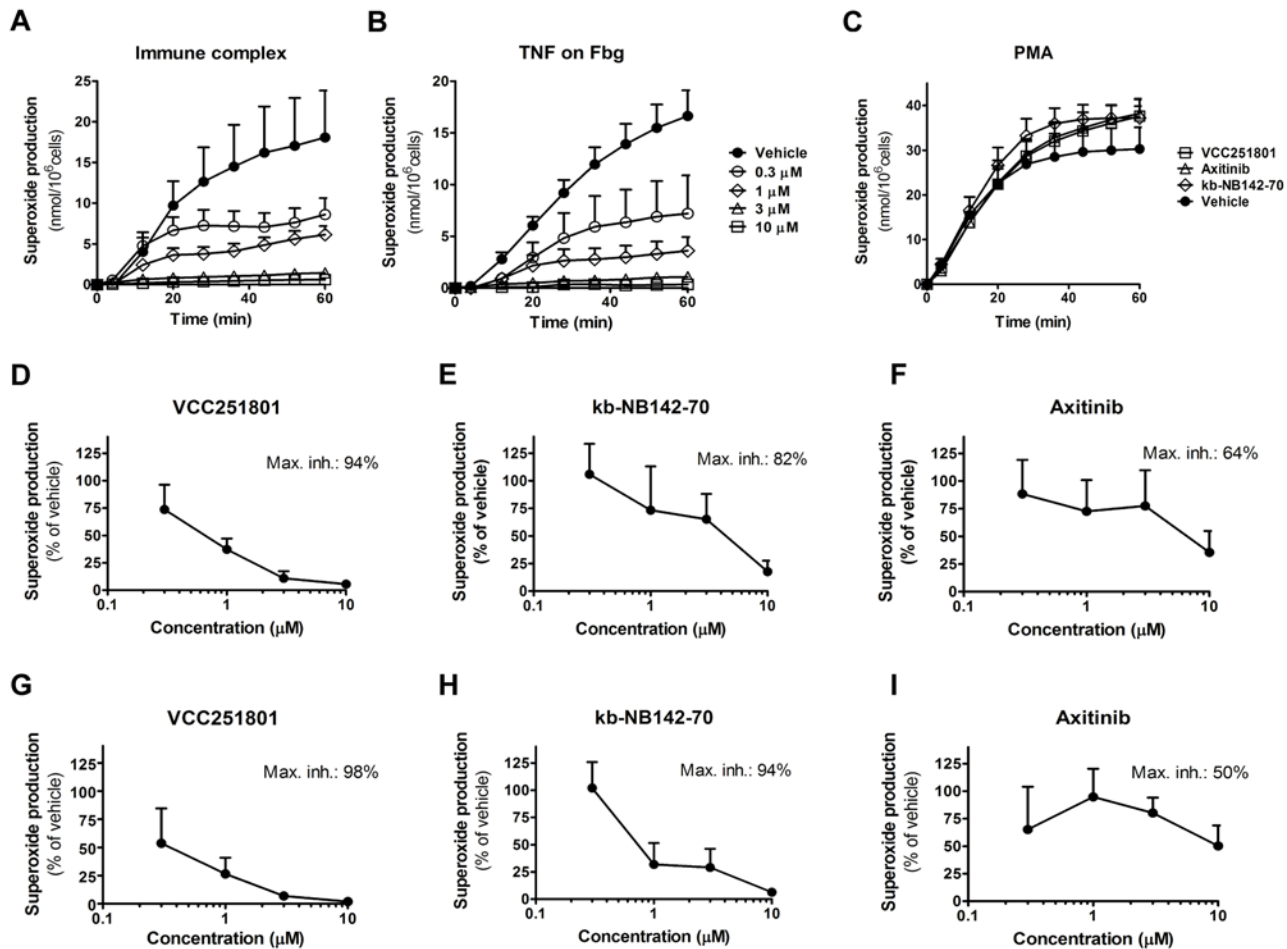 A
Immune complex
Superoxide production
(nmol/10⁶cells)
25
20
15
10
5
0
0
20
40
60
Time (min)
B
TNF on Fbg
Superoxide production
(nmol/10⁶cells)
20
15
10
5
0
0
20
40
60
Time (min)
Vehicle
0.3 μM
1 μM
3 μM
10 μM
C
PMA
Superoxide production
(nmol/10⁶cells)
40
30
20
10
0
0
20
40
60
Time (min)
VCC251801
Axitinib
kb-NB142-70
Vehicle
D
VCC251801
Max. inh.: 94%
Superoxide production
(% of vehicle)
125
100
75
50
25
0
0.1
1
10
Concentration (μM)
E
kb-NB142-70
Max. inh.: 82%
Superoxide production
(% of vehicle)
125
100
75
50
25
0
0.1
1
10
Concentration (μM)
F
Axitinib
Max. inh.: 64%
Superoxide production
(% of vehicle)
125
100
75
50
25
0
0.1
1
10
Concentration (μM)
G
VCC251801
Max. inh.: 98%
Superoxide production
(% of vehicle)
125
100
75
50
25
0
0.1
1
10
Concentration (μM)
H
kb-NB142-70
Max. inh.: 94%
Superoxide production
(% of vehicle)
125
100
75
50
25
0
0.1
1
10
Concentration (μM)
I
Axitinib
Max. inh.: 50%
Superoxide production
(% of vehicle)
125
100
75
50
25
0
0.1
1
10
Concentration (μM)